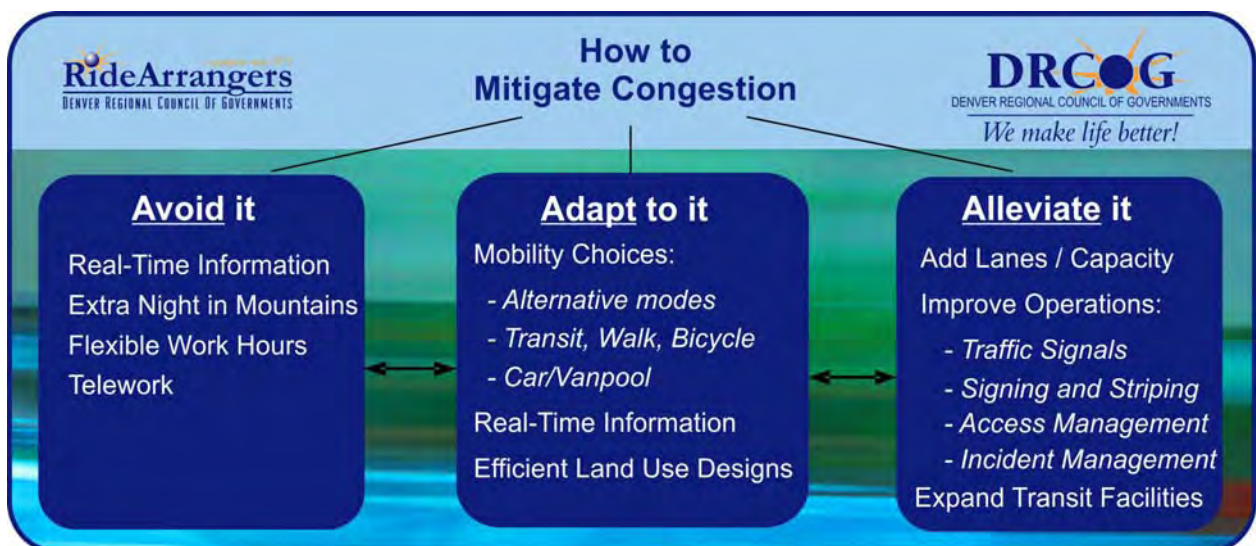 RideArrangers
DENVER REGIONAL COUNCIL OF GOVERNMENTS
How to
Mitigate Congestion
DRCOG
DENVER REGIONAL COUNCIL OF GOVERNMENTS
We make life better!
Avoid it
Real-Time Information
Extra Night in Mountains
Flexible Work Hours
Telework
Adapt to it
Mobility Choices:
- Alternative modes
- Transit, Walk, Bicycle
- Car/Vanpool
Real-Time Information
Efficient Land Use Designs
Alleviate it
Add Lanes / Capacity
Improve Operations:
- Traffic Signals
- Signing and Striping
- Access Management
- Incident Management
Expand Transit Facilities